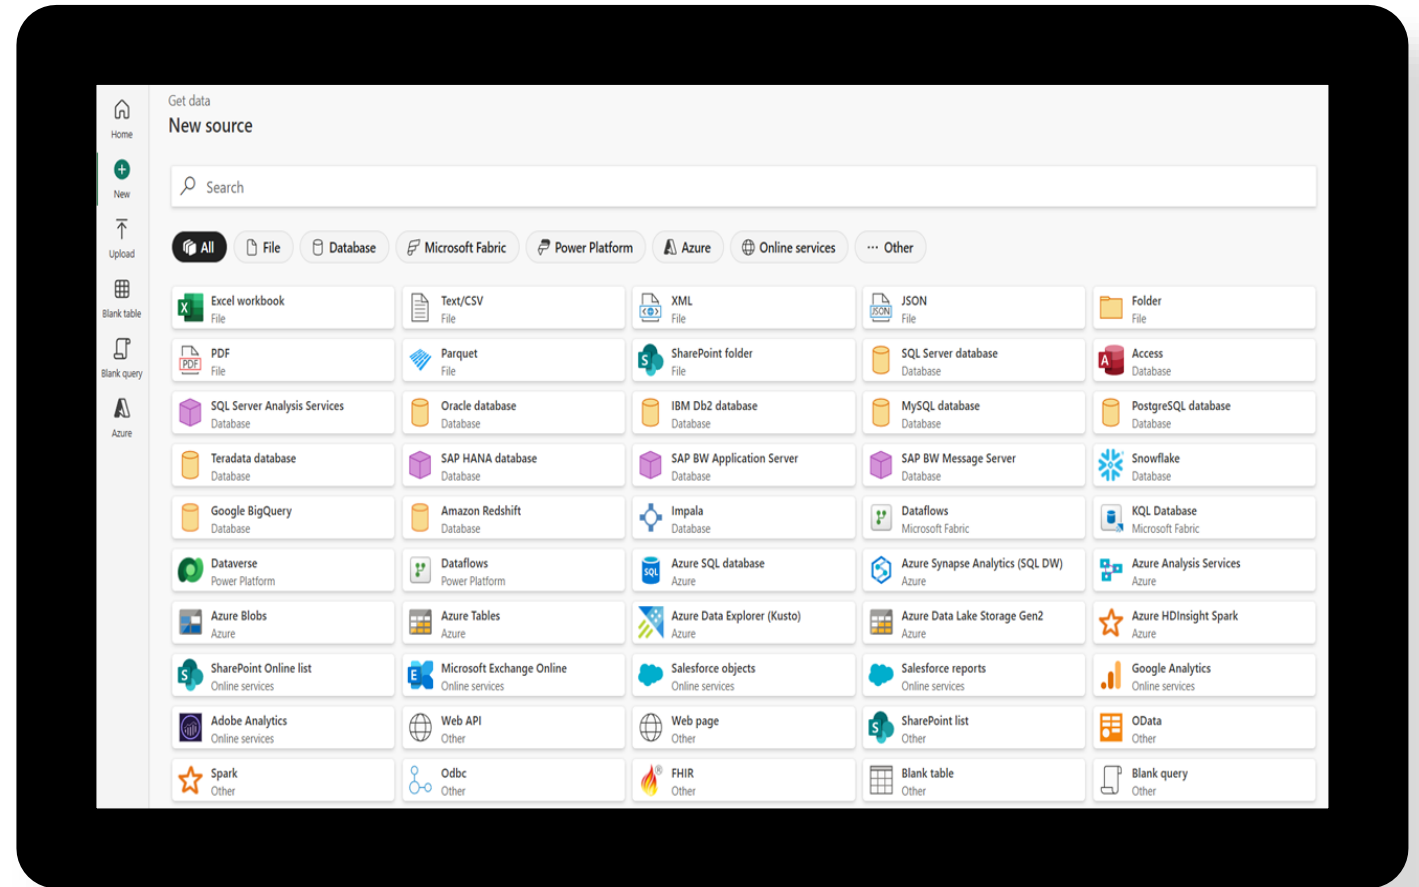 Get data
New source
Home
New
Upload
Blank table
Blank query
Azure
Search
All
File
Database
Microsoft Fabric
Power Platform
Azure
Online services
Other
Excel workbook
File
Text/CSV
File
XML
File
JSON
JSON
File
Folder
File
PDF
PDF
File
Parquet
File
SharePoint folder
File
SQL Server database
Database
Access
Database
SQL Server Analysis Services
Database
Oracle database
Database
IBM Db2 database
Database
MySQL database
Database
PostgreSQL database
Database
Teradata database
Database
SAP HANA database
Database
SAP BW Application Server
Database
SAP BW Message Server
Database
Snowflake
Database
Google BigQuery
Database
Amazon Redshift
Database
Impala
Database
Dataflows
Microsoft Fabric
KQL Database
Microsoft Fabric
Dataverse
Power Platform
Dataflows
Power Platform
SQL
Azure SQL database
Azure
Azure Synapse Analytics (SQL DW)
Azure
Azure Analysis Services
Azure
Azure Blobs
Azure
Azure Tables
Azure
Azure Data Explorer (Kusto)
Azure
Azure Data Lake Storage Gen2
Azure
Azure HDInsight Spark
Azure
SharePoint Online list
Online services
Microsoft Exchange Online
Online services
Salesforce objects
Online services
Salesforce reports
Online services
Google Analytics
Online services
Adobe Analytics
Online services
Web API
Other
Web page
Other
SharePoint list
Other
OData
Other
Spark
Other
Odbc
Other
FHIR
Other
Blank table
Other
Blank query
Other